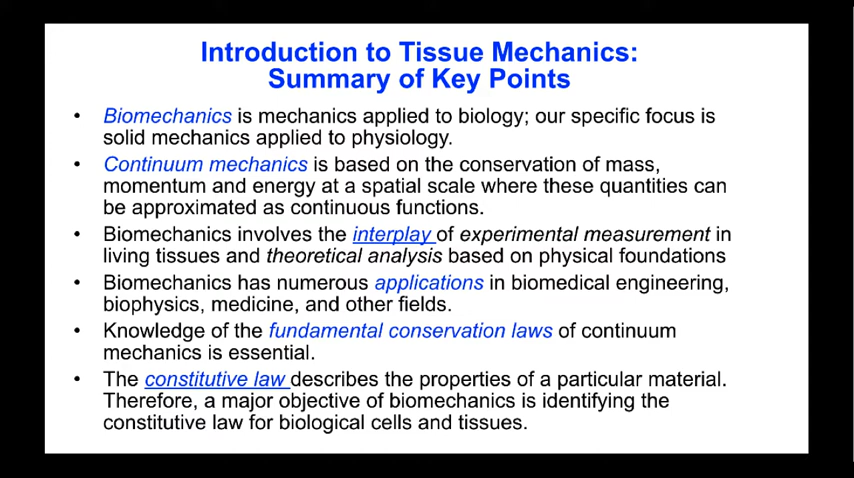 Introduction to Tissue Mechanics:
Summary of Key Points
• Biomechanics is mechanics applied to biology; our specific focus is
solid mechanics applied to physiology.
• Continuum mechanics is based on the conservation of mass,
momentum and energy at a spatial scale where these quantities can
be approximated as continuous functions.
• Biomechanics involves the interplay of experimental measurement in
living tissues and theoretical analysis based on physical foundations
• Biomechanics has numerous applications in biomedical engineering,
biophysics, medicine, and other fields.
• Knowledge of the fundamental conservation laws of continuum
mechanics is essential.
• The constitutive law describes the properties of a particular material.
Therefore, a major objective of biomechanics is identifying the
constitutive law for biological cells and tissues.